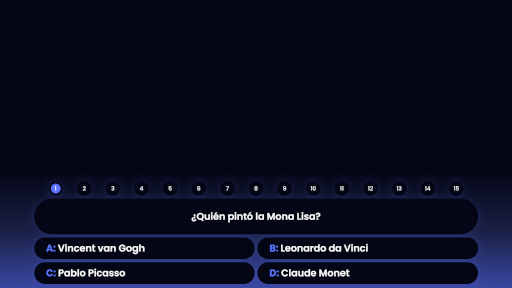 1 2 3 4 5 6 7 8 9 10 11 12 13 14 15
¿Quién pintó la Mona Lisa?
A: Vincent van Gogh
B: Leonardo da Vinci
C: Pablo Picasso
D: Claude Monet